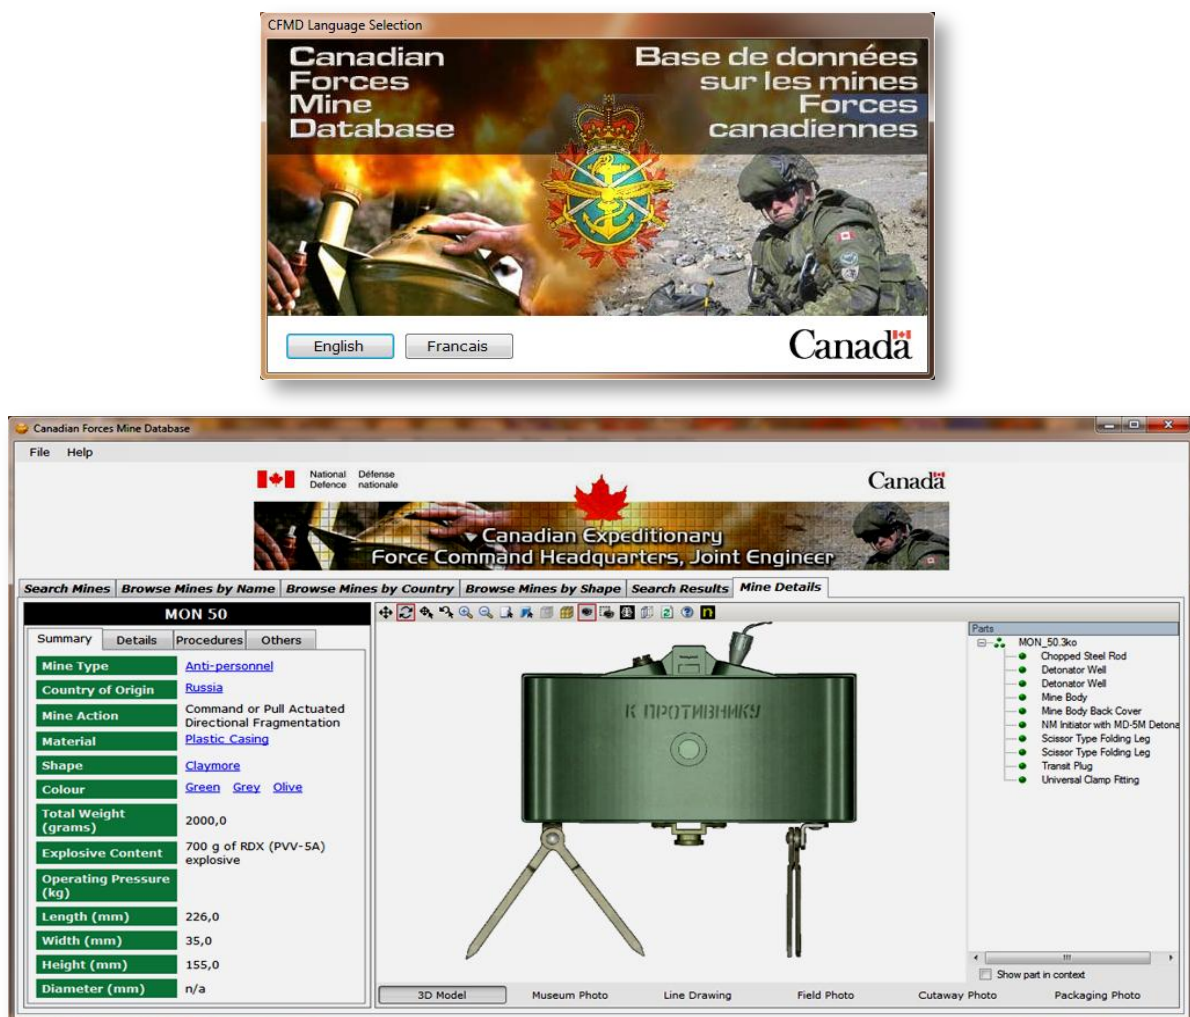 CFMD Language Selection
Canadian
Forces
Mine
Database
Base de données
sur les mines
Forces
canadiennes
English
Francais
Canada
Canadian Forces Mine Database
File Help
National Defence
Défense nationale
Canada
Canadian Expeditionary
Force Command Headquarters, Joint Engineer
Search Mines Browse Mines by Name Browse Mines by Country Browse Mines by Shape Search Results Mine Details
MON 50
Summary Details Procedures Others
Mine Type Anti-personnel
Country of Origin Russia
Mine Action Command or Pull Actuated
Directional Fragmentation
Material Plastic Casing
Shape Claymore
Colour Green Grey Olive
Total Weight
(grams) 2000,0
Explosive Content 700 g of RDX (PVV-5A)
explosive
Operating Pressure
(kg)
Length (mm) 226,0
Width (mm) 35,0
Height (mm) 155,0
Diameter (mm) n/a
К ПРОТИВНИКУ
Parts
MON_50.3ko
Chopped Steel Rod
Detonator Well
Detonator Well
Mine Body
Mine Body Back Cover
NM Initiator with MD-5M Detona
Scissor Type Folding Leg
Scissor Type Folding Leg
Transit Plug
Universal Clamp Fitting
Show part in context
3D Model Museum Photo Line Drawing Field Photo Cutaway Photo Packaging Photo